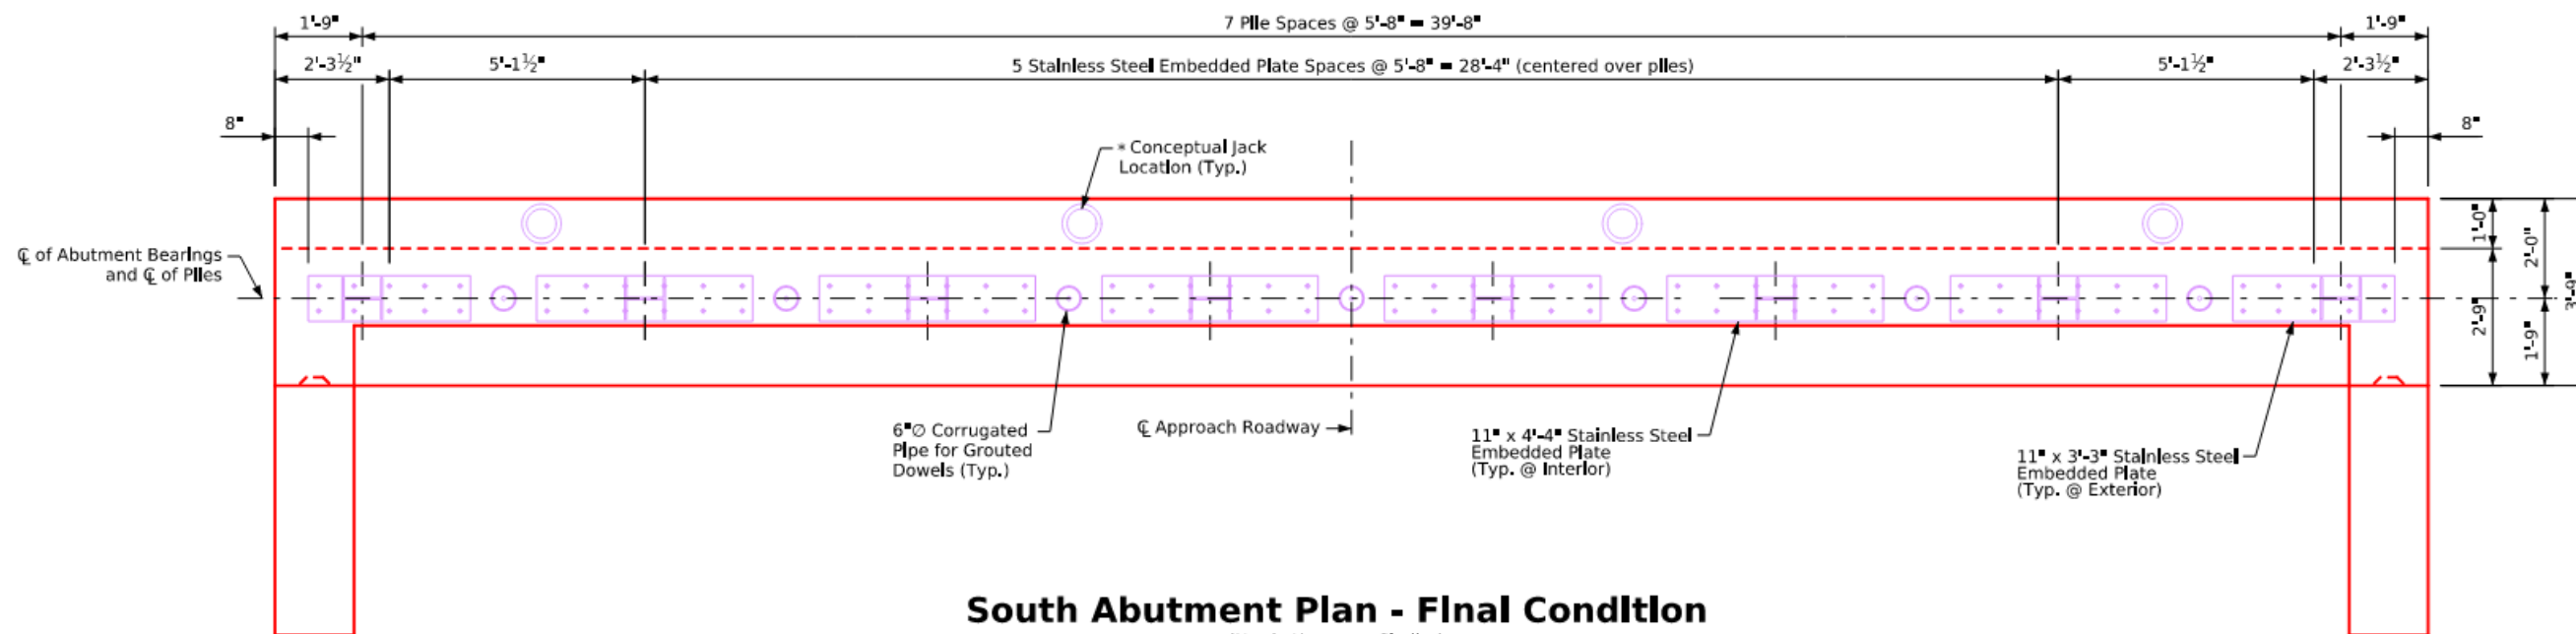 1'-9"
7 Pile Spaces @ 5'-8" = 39'-8"
1'-9"
2'-3½"
5'-1½"
5 Stainless Steel Embedded Plate Spaces @ 5'-8" = 28'-4" (centered over piles)
5'-1½"
2'-3½"
8"
8"
* Conceptual Jack
Location (Typ.)
℄ of Abutment Bearings
and ℄ of Piles
1'-0"
2'-0"
2'-9"
1'-9"
3'-9"
6"∅ Corrugated
Pipe for Grouted
Dowels (Typ.)
℄ Approach Roadway
11" x 4'-4" Stainless Steel
Embedded Plate
(Typ. @ Interior)
11" x 3'-3" Stainless Steel
Embedded Plate
(Typ. @ Exterior)
South Abutment Plan - Final Condition